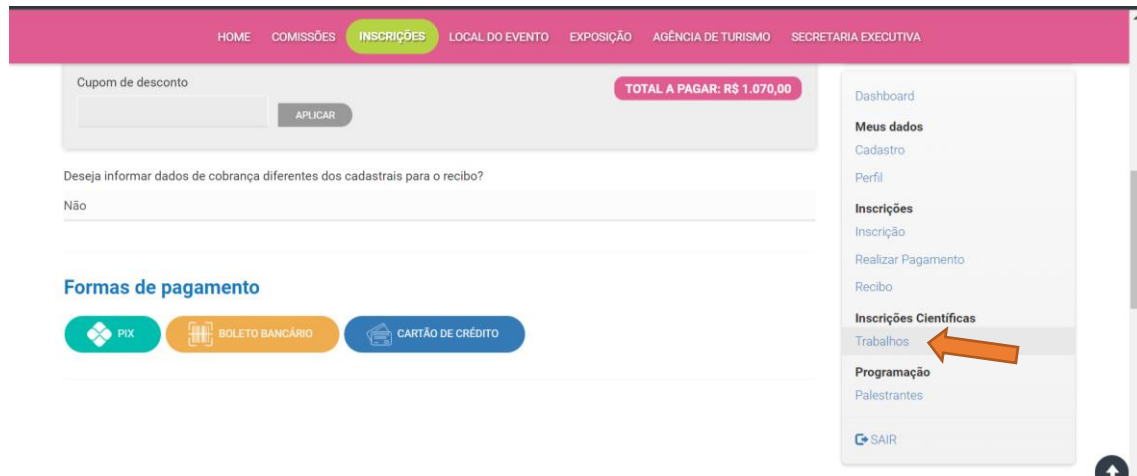 HOME COMISSÕES INSCRIÇÕES LOCAL DO EVENTO EXPOSIÇÃO AGÊNCIA DE TURISMO SECRETARIA EXECUTIVA
Cupom de desconto
APLICAR
TOTAL A PAGAR: R$ 1.070,00
Deseja informar dados de cobrança diferentes dos cadastrais para o recibo?
Não
Formas de pagamento
PIX
BOLETO BANCÁRIO
CARTÃO DE CRÉDITO
Dashboard
Meus dados
Cadastro
Perfil
Inscrições
Inscrição
Realizar Pagamento
Recibo
Inscrições Científicas
Trabalhos
Programação
Palestrantes
SAIR